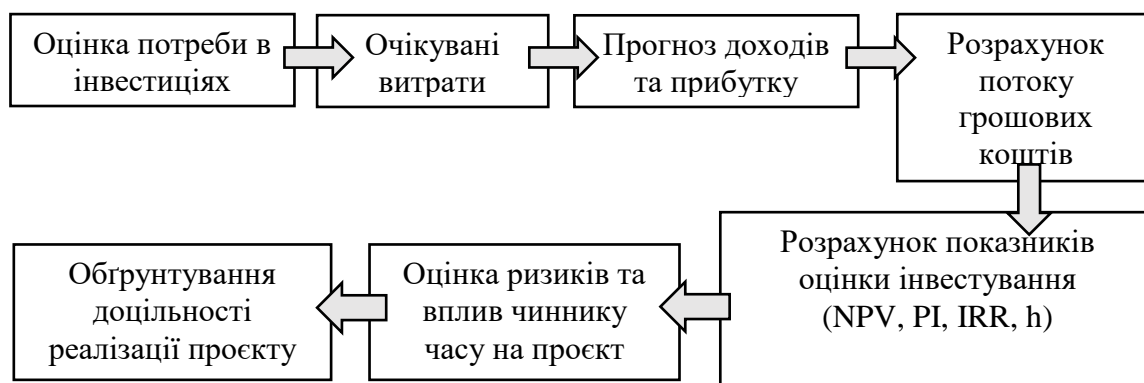 Оцінка потреби в
інвестиціях
Очікувані
витрати
Прогноз доходів
та прибутку
Розрахунок
потоку
грошових
коштів
Розрахунок показників
оцінки інвестування
(NPV, PI, IRR, h)
Оцінка ризиків та
вплив чиннику
часу на проєкт
Обґрунтування
доцільності
реалізації проєкту